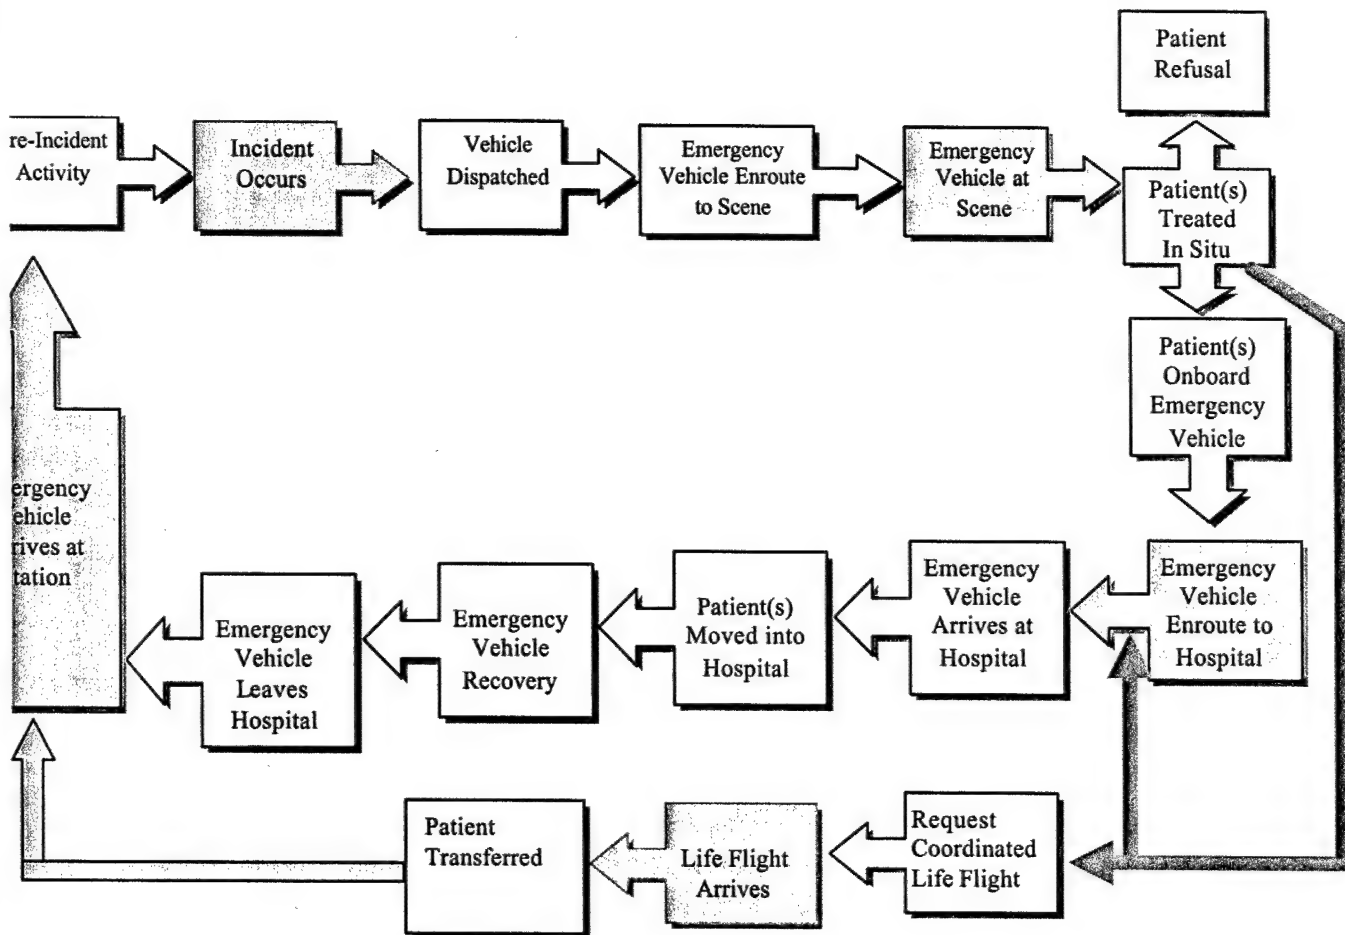 Patient
Refusal
re-Incident
Activity
Incident
Occurs
Vehicle
Dispatched
Emergency
Vehicle Enroute
to Scene
Emergency
Vehicle at
Scene
Patient(s)
Treated
In Situ
Patient(s)
Onboard
Emergency
Vehicle
ergency
ehicle
rives at
tation
Emergency
Vehicle
Leaves
Hospital
Emergency
Vehicle
Recovery
Patient(s)
Moved into
Hospital
Emergency
Vehicle
Arrives at
Hospital
Emergency
Vehicle
Enroute to
Hospital
Patient
Transferred
Life Flight
Arrives
Request
Coordinated
Life Flight